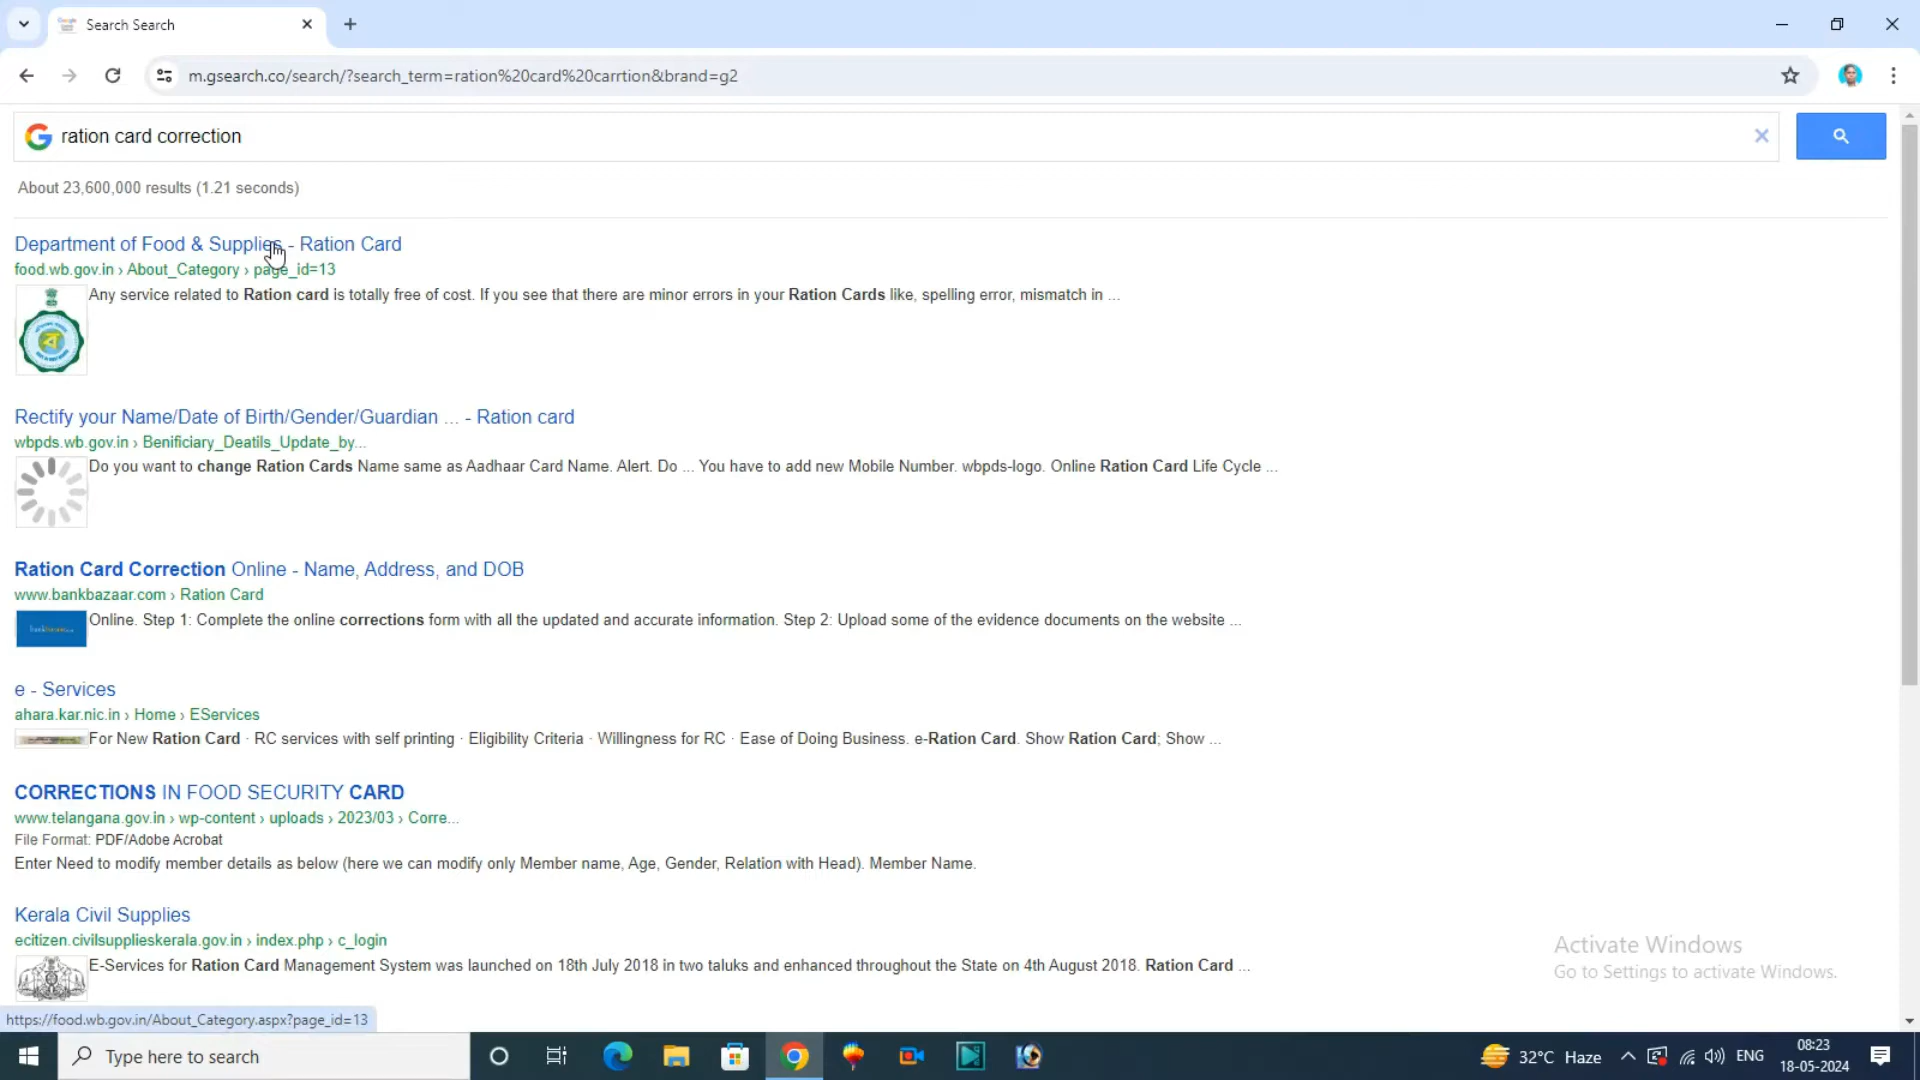 Search Search
m.gsearch.co/search/?search_term=ration%20card%20carrtion&brand=g2
ration card correction
About 23,600,000 results (1.21 seconds)
Department of Food & Supplies - Ration Card
food.wb.gov.in › About_Category › page_id=13
Any service related to Ration card is totally free of cost. If you see that there are minor errors in your Ration Cards like, spelling error, mismatch in ...
Rectify your Name/Date of Birth/Gender/Guardian ... - Ration card
wbpds.wb.gov.in › Benificiary_Deatils_Update_by...
Do you want to change Ration Cards Name same as Aadhaar Card Name. Alert. Do ... You have to add new Mobile Number. wbpds-logo. Online Ration Card Life Cycle ...
Ration Card Correction Online - Name, Address, and DOB
www.bankbazaar.com › Ration Card
Online. Step 1: Complete the online corrections form with all the updated and accurate information. Step 2: Upload some of the evidence documents on the website ...
e - Services
ahara.kar.nic.in › Home › EServices
For New Ration Card · RC services with self printing · Eligibility Criteria · Willingness for RC · Ease of Doing Business. e-Ration Card. Show Ration Card; Show ...
CORRECTIONS IN FOOD SECURITY CARD
www.telangana.gov.in › wp-content › uploads › 2023/03 › Corre...
File Format: PDF/Adobe Acrobat
Enter Need to modify member details as below (here we can modify only Member name, Age, Gender, Relation with Head). Member Name.
Kerala Civil Supplies
ecitizen.civilsupplieskerala.gov.in › index.php › c_login
E-Services for Ration Card Management System was launched on 18th July 2018 in two taluks and enhanced throughout the State on 4th August 2018. Ration Card ...
Activate Windows
Go to Settings to activate Windows.
https://food.wb.gov.in/About_Category.aspx?page_id=13
Type here to search
32°C Haze
ENG
08:23
18-05-2024